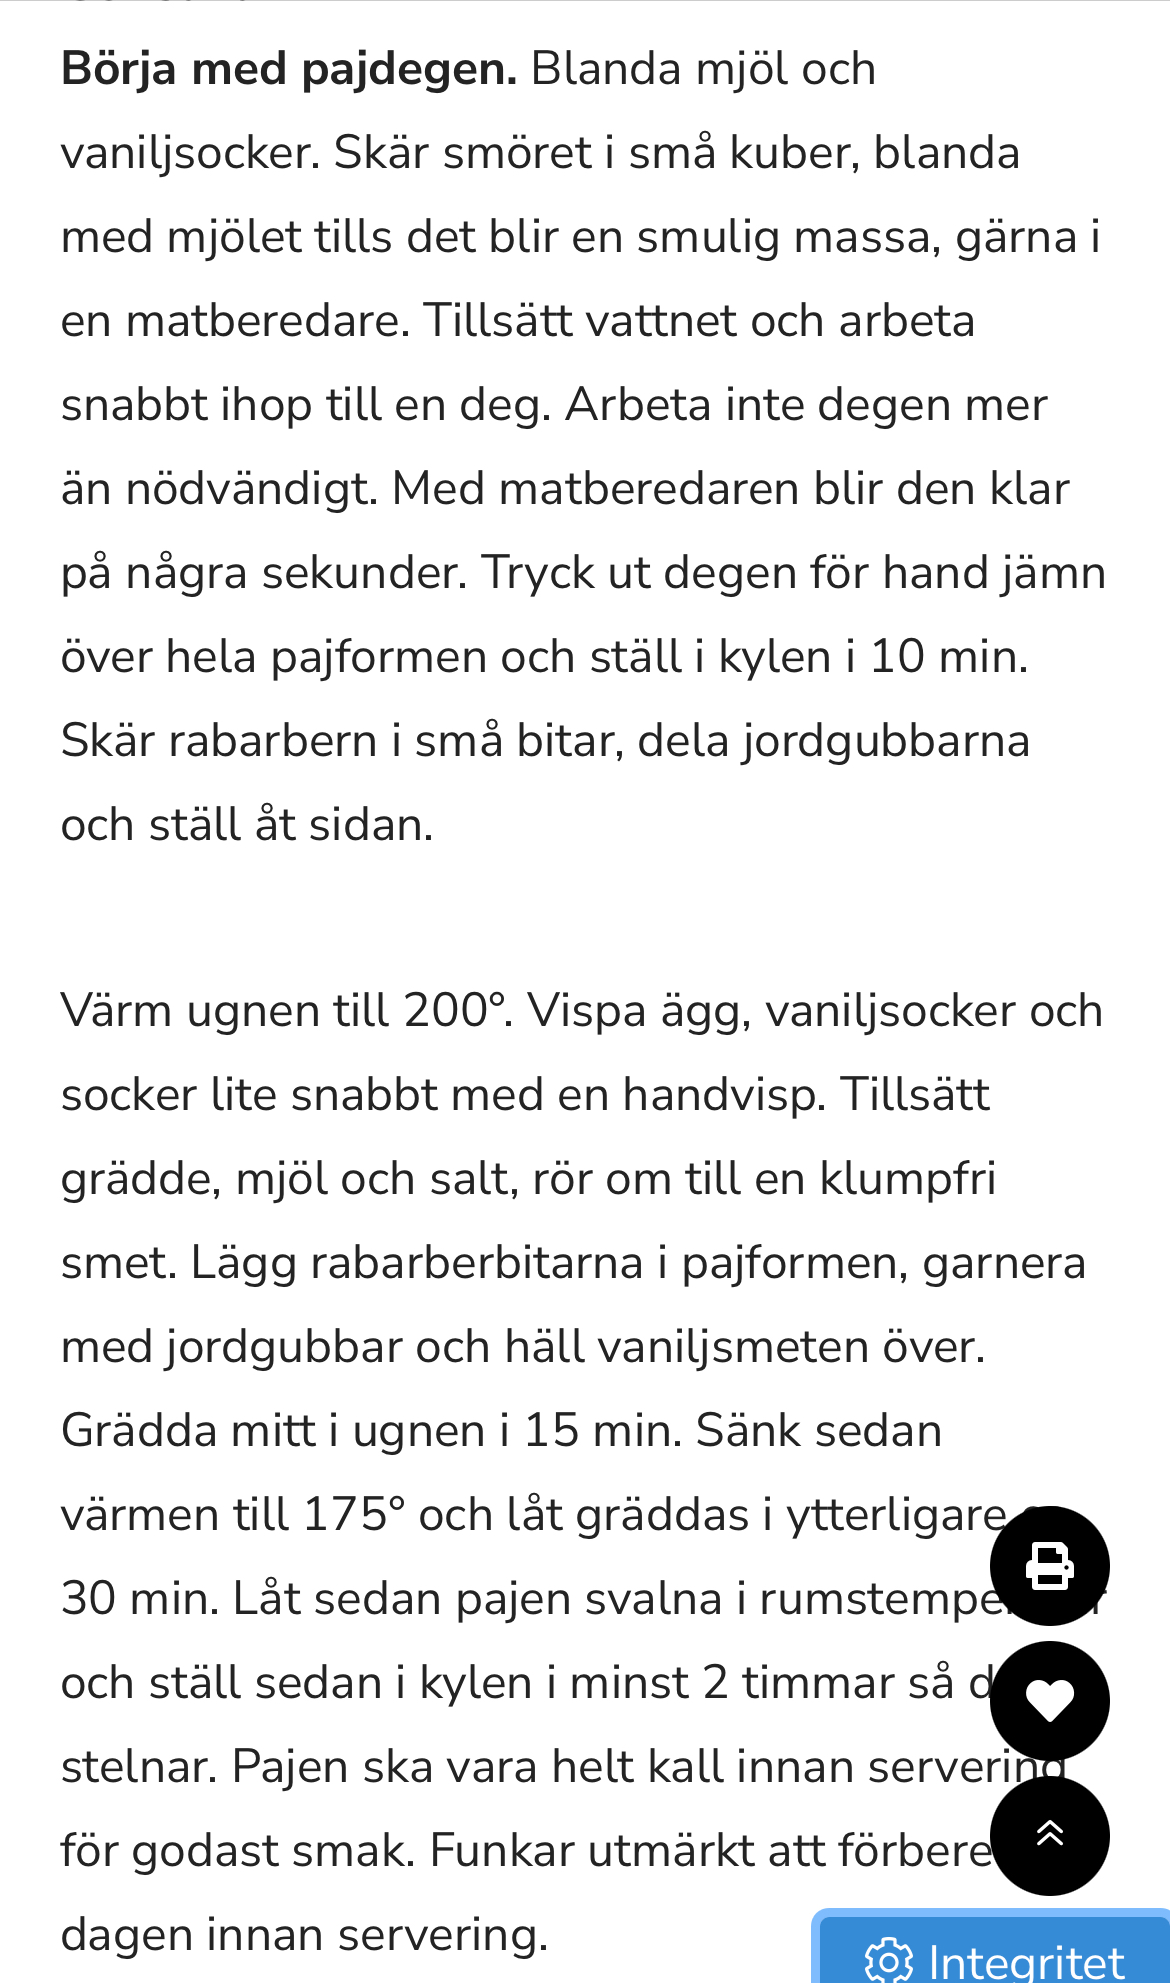 Börja med pajdegen. Blanda mjöl och
vaniljsocker. Skär smöret i små kuber, blanda
med mjölet tills det blir en smulig massa, gärna i
en matberedare. Tillsätt vattnet och arbeta
snabbt ihop till en deg. Arbeta inte degen mer
än nödvändigt. Med matberedaren blir den klar
på några sekunder. Tryck ut degen för hand jämn
över hela pajformen och ställ i kylen i 10 min.
Skär rabarbern i små bitar, dela jordgubbarna
och ställ åt sidan.
Värm ugnen till 200°. Vispa ägg, vaniljsocker och
socker lite snabbt med en handvisp. Tillsätt
grädde, mjöl och salt, rör om till en klumpfri
smet. Lägg rabarberbitarna i pajformen, garnera
med jordgubbar och häll vaniljsmeten över.
Grädda mitt i ugnen i 15 min. Sänk sedan
värmen till 175° och låt gräddas i ytterligare
30 min. Låt sedan pajen svalna i
och ställ sedan i kylen i minst 2 timmar så
stelnar. Pajen ska vara helt kall innan servering
för godast smak. Funkar utmärkt att
dagen innan servering.
Integritet